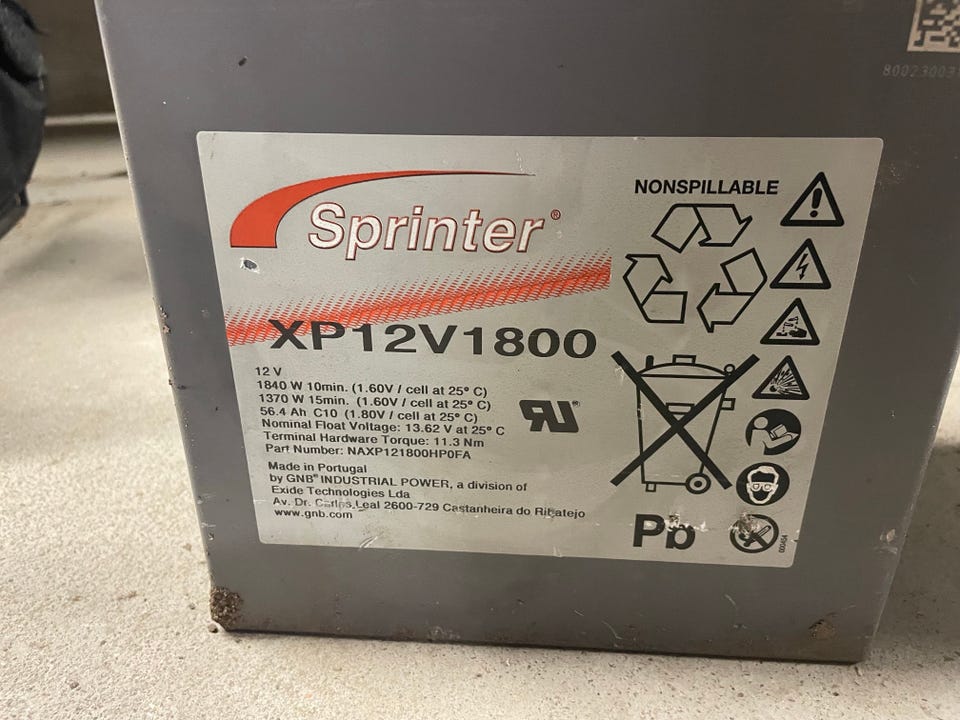 Sprinter®
XP12V1800
12 V
1840 W 10min. (1.60V / cell at 25° C)
1370 W 15min. (1.60V / cell at 25° C)
56.4 Ah C10 (1.80V / cell at 25° C)
Nominal Float Voltage: 13.62 V at 25° C
Terminal Hardware Torque: 11.3 Nm
Part Number: NAXP121800HP0FA
Made in Portugal
by GNB® INDUSTRIAL POWER, a division of
Exide Technologies Lda
Av. Dr. Carlos Leal 2600-729 Castanheira do Ribatejo
www.gnb.com
NONSPILLABLE
Pb